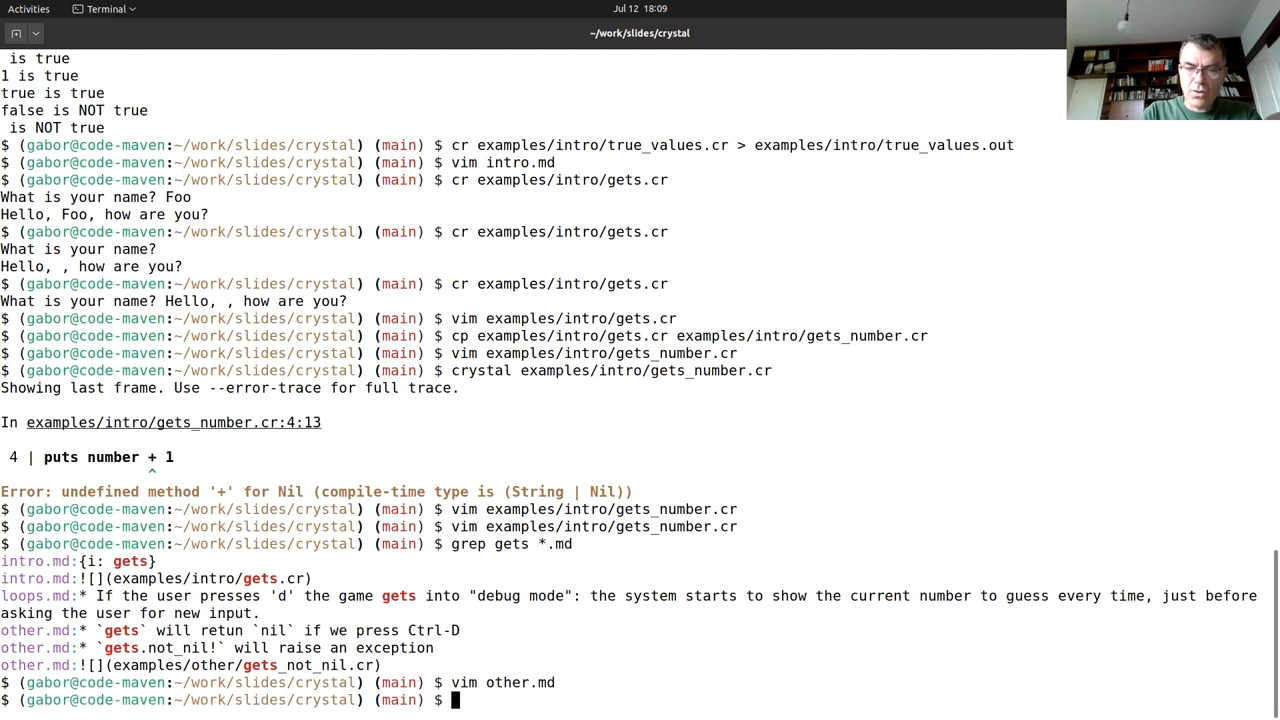 Activities
Terminal
Jul 12 18:09
~/work/slides/crystal
is true
1 is true
true is true
false is NOT true
is NOT true
$ (gabor@code-maven:~/work/slides/crystal) (main) $ cr examples/intro/true_values.cr > examples/intro/true_values.out
$ (gabor@code-maven:~/work/slides/crystal) (main) $ vim intro.md
$ (gabor@code-maven:~/work/slides/crystal) (main) $ cr examples/intro/gets.cr
What is your name? Foo
Hello, Foo, how are you?
$ (gabor@code-maven:~/work/slides/crystal) (main) $ cr examples/intro/gets.cr
What is your name?
Hello, , how are you?
$ (gabor@code-maven:~/work/slides/crystal) (main) $ cr examples/intro/gets.cr
What is your name? Hello, , how are you?
$ (gabor@code-maven:~/work/slides/crystal) (main) $ vim examples/intro/gets.cr
$ (gabor@code-maven:~/work/slides/crystal) (main) $ cp examples/intro/gets.cr examples/intro/gets_number.cr
$ (gabor@code-maven:~/work/slides/crystal) (main) $ vim examples/intro/gets_number.cr
$ (gabor@code-maven:~/work/slides/crystal) (main) $ crystal examples/intro/gets_number.cr
Showing last frame. Use --error-trace for full trace.
In examples/intro/gets_number.cr:4:13
4 | puts number + 1
^
Error: undefined method '+' for Nil (compile-time type is (String | Nil))
$ (gabor@code-maven:~/work/slides/crystal) (main) $ vim examples/intro/gets_number.cr
$ (gabor@code-maven:~/work/slides/crystal) (main) $ vim examples/intro/gets_number.cr
$ (gabor@code-maven:~/work/slides/crystal) (main) $ grep gets *.md
intro.md:{i: gets}
intro.md:![](examples/intro/gets.cr)
loops.md:* If the user presses 'd' the game gets into "debug mode": the system starts to show the current number to guess every time, just before
asking the user for new input.
other.md:* `gets` will retun `nil` if we press Ctrl-D
other.md:* `gets.not_nil!` will raise an exception
other.md:![](examples/other/gets_not_nil.cr)
$ (gabor@code-maven:~/work/slides/crystal) (main) $ vim other.md
$ (gabor@code-maven:~/work/slides/crystal) (main) $